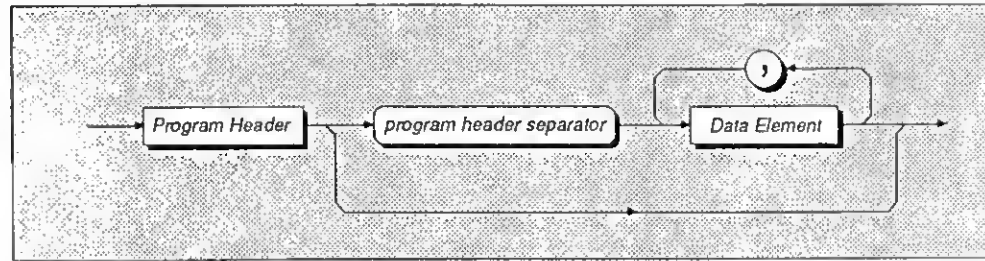 ,
Program Header
program header separator
Data Element